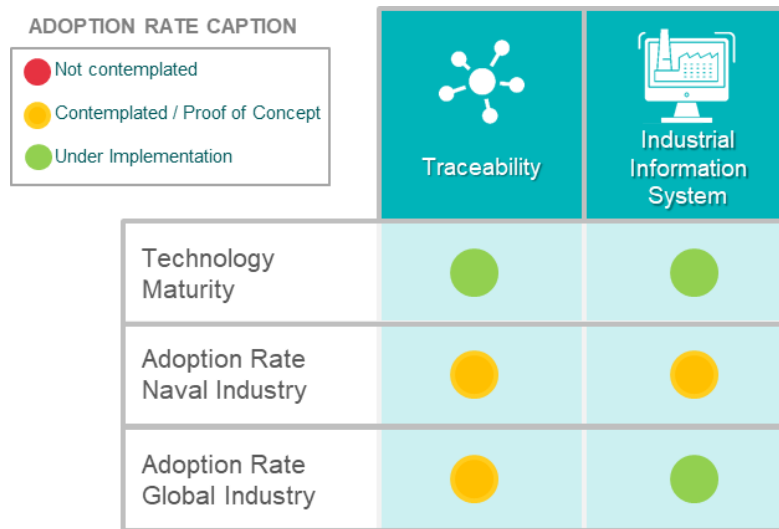 ADOPTION RATE CAPTION
Not contemplated
Contemplated / Proof of Concept
Under Implementation
Traceability
Industrial
Information
System
Technology
Maturity
Adoption Rate
Naval Industry
Adoption Rate
Global Industry